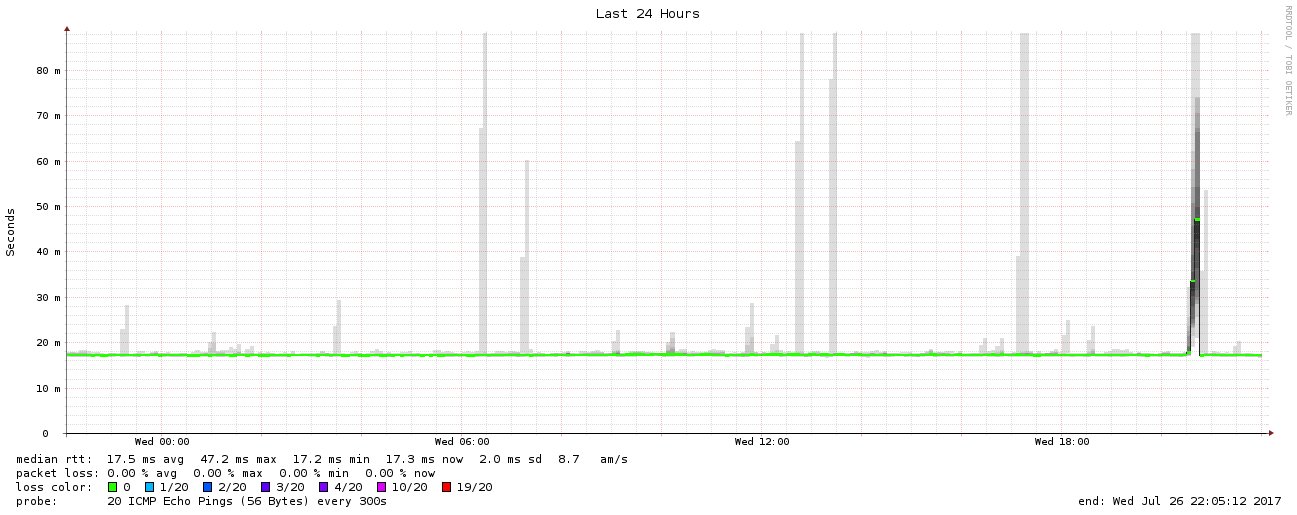 Last 24 Hours
RRDTOOL / TOBI OETIKER
Seconds
80 m
70 m
60 m
50 m
40 m
30 m
20 m
10 m
0
Wed 00:00 Wed 06:00 Wed 12:00 Wed 18:00
median rtt: 17.5 ms avg 47.2 ms max 17.2 ms min 17.3 ms now 2.0 ms sd 8.7 am/s
packet loss: 0.00 % avg 0.00 % max 0.00 % min 0.00 % now
loss color: 0 1/20 2/20 3/20 4/20 10/20 19/20
probe: 20 ICMP Echo Pings (56 Bytes) every 300s end: Wed Jul 26 22:05:12 2017